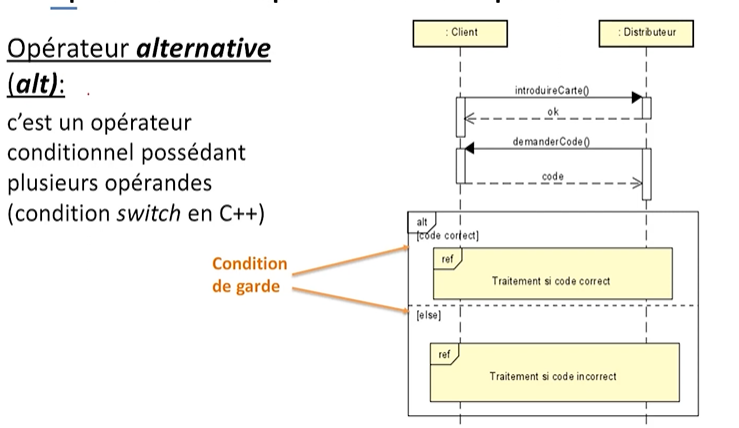 Opérateur alternative
(alt): .
c'est un opérateur
conditionnel possédant
plusieurs opérandes
(condition switch en C++)
Condition
de garde
: Client
: Distributeur
introduireCarte()
ok
demanderCode()
code
alt
[code correct]
ref
Traitement si code correct
[else]
ref
Traitement si code incorrect